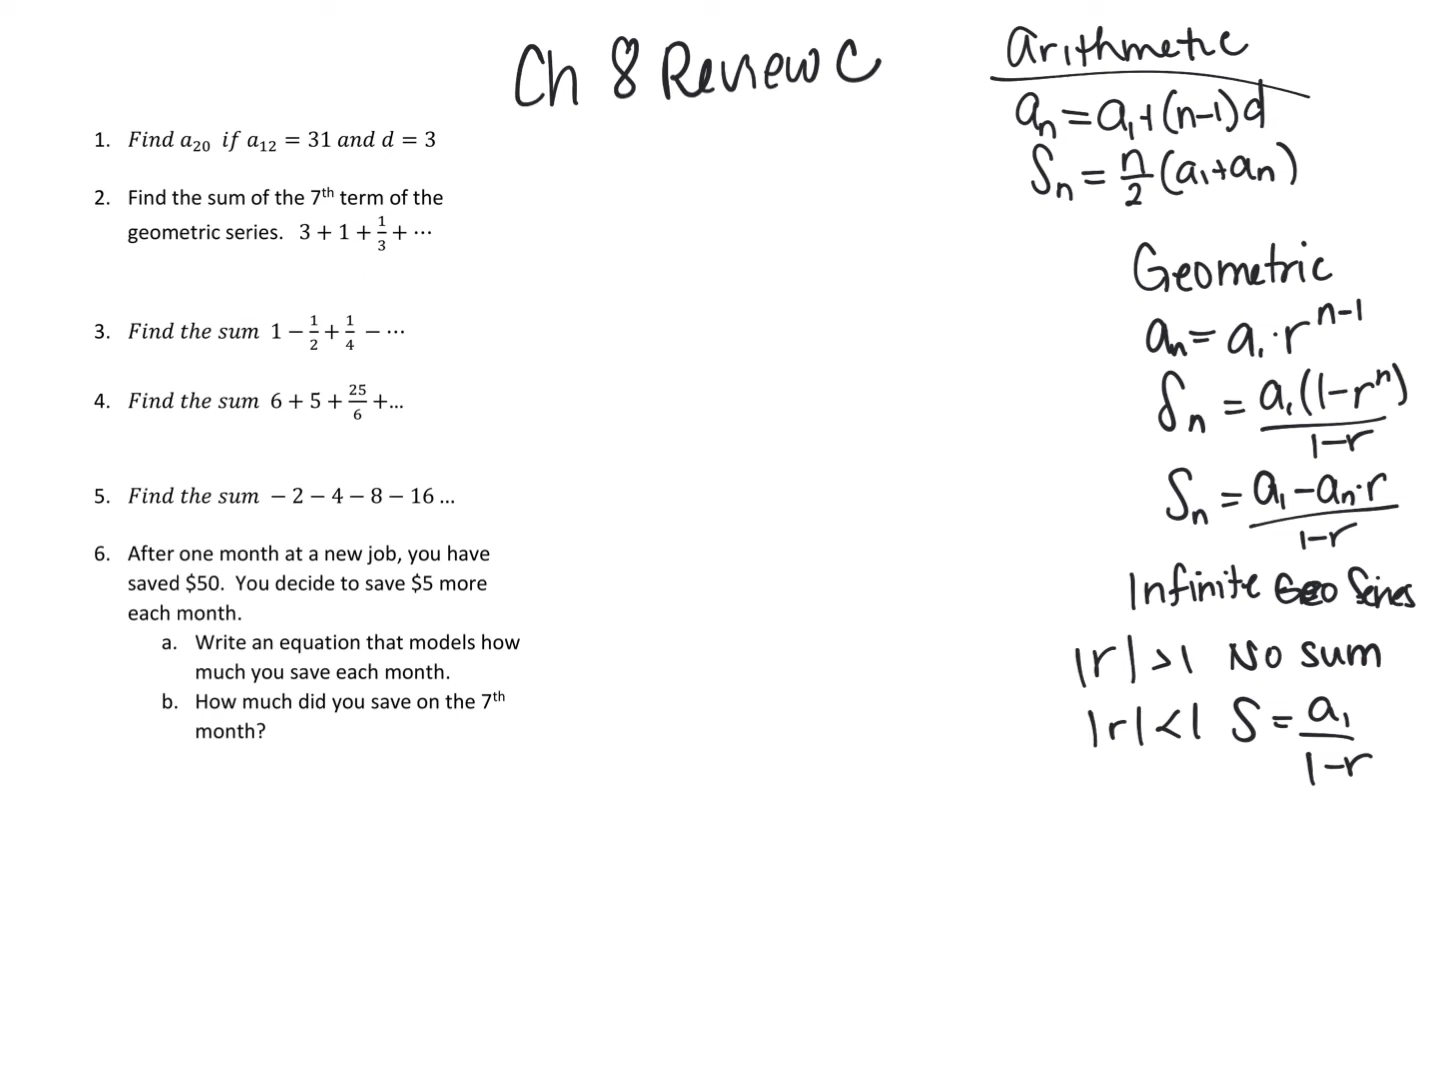 Ch 8 Review C
1. Find a₂₀ if a₁₂ = 31 and d = 3
2. Find the sum of the 7th term of the
geometric series. 3 + 1 + 1/3 + ⋯
3. Find the sum 1 − 1/2 + 1/4 − ⋯
4. Find the sum 6 + 5 + 25/6 +...
5. Find the sum − 2 − 4 − 8 − 16 ...
6. After one month at a new job, you have
saved $50. You decide to save $5 more
each month.
a. Write an equation that models how
much you save each month.
b. How much did you save on the 7th
month?
arithmetic
aₙ = a₁ + (n−1)d
Sₙ = n/2 (a₁ + aₙ)
Geometric
aₙ = a₁ · rⁿ⁻¹
Sₙ = a₁(1−rⁿ)/1−r
Sₙ = a₁ − aₙ · r/1−r
Infinite Geo Series
|r| > 1 No sum
|r| < 1 S = a₁/1−r